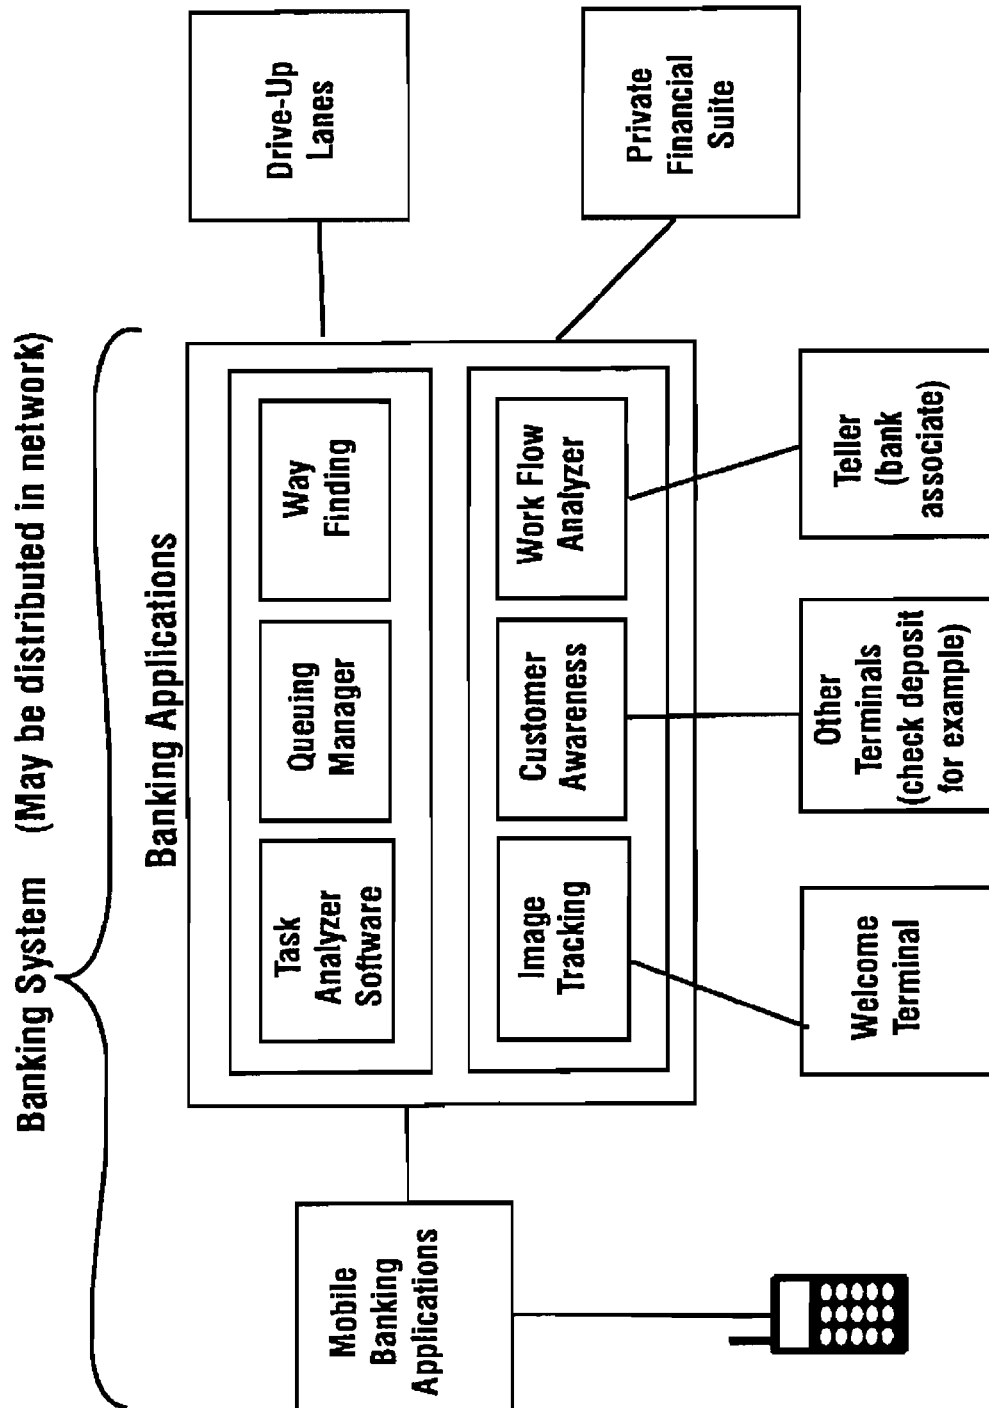 Banking System (May be distributed in network)
Banking Applications
Mobile
Banking
Applications
Task
Analyzer
Software
Queuing
Manager
Way
Finding
Image
Tracking
Customer
Awareness
Work Flow
Analyzer
Drive-Up
Lanes
Private
Financial
Suite
Welcome
Terminal
Other
Terminals
(check deposit
for example)
Teller
(bank
associate)